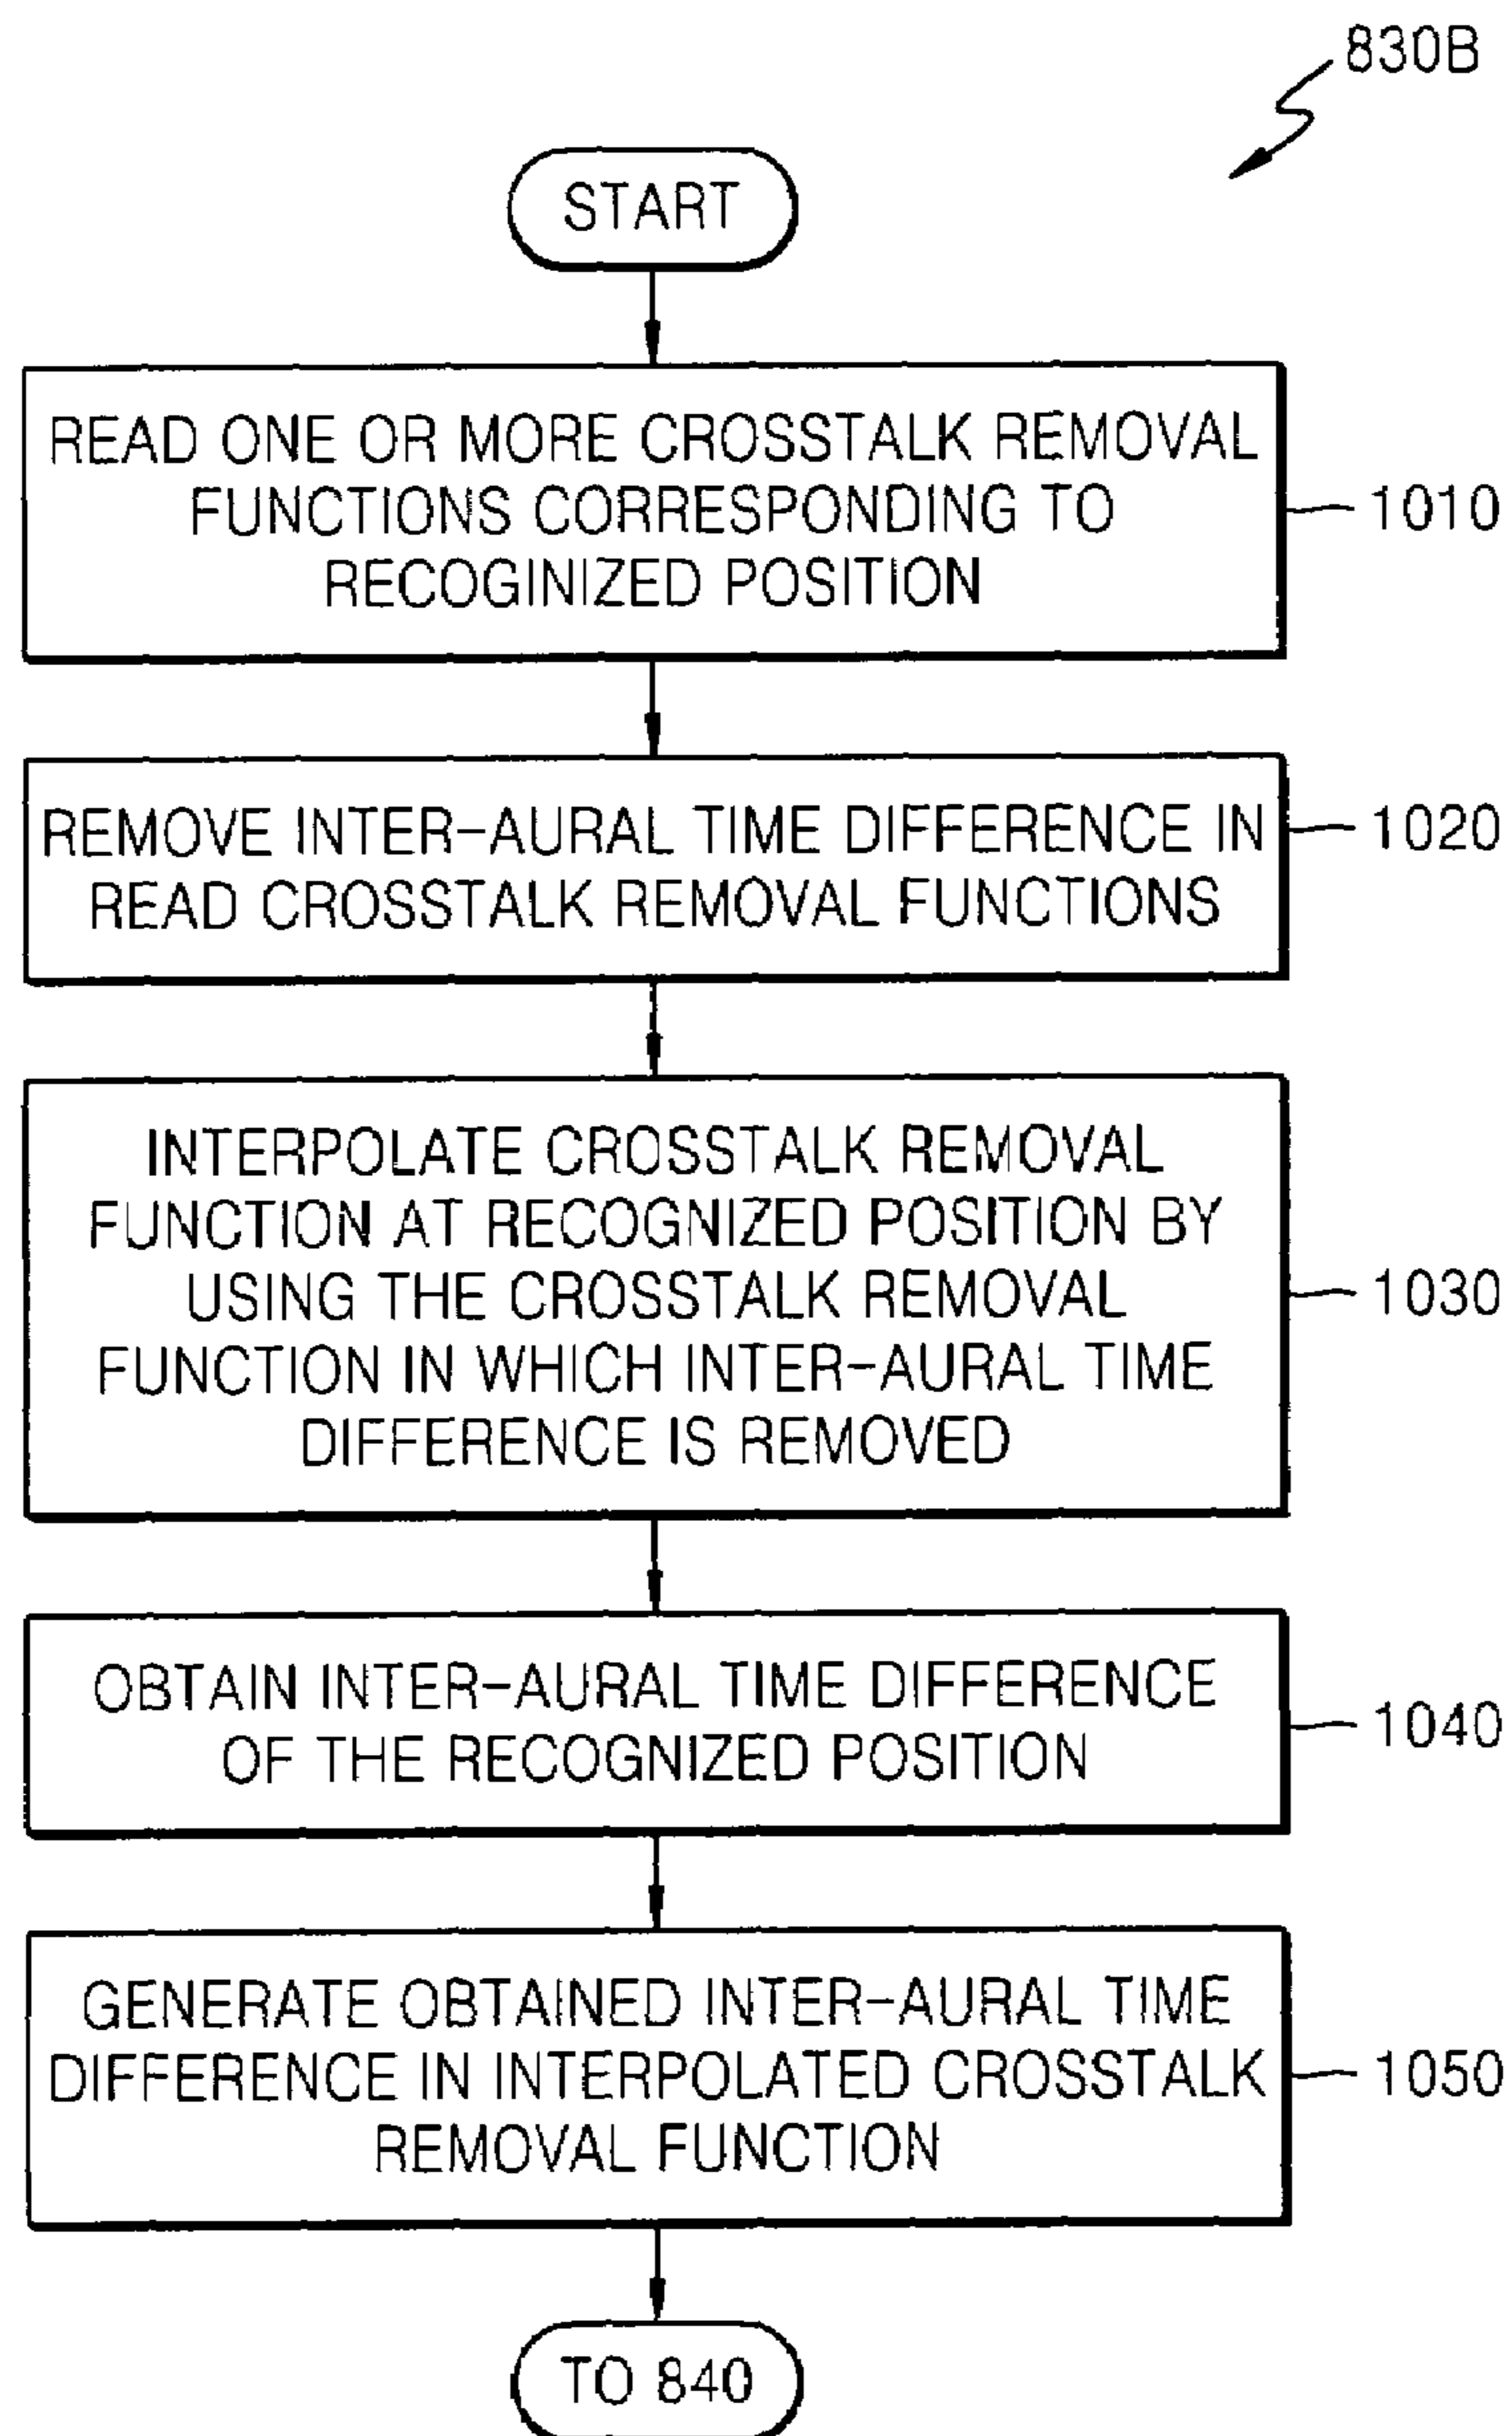 830B
START
READ ONE OR MORE CROSSTALK REMOVAL
FUNCTIONS CORRESPONDING TO
RECOGINIZED POSITION
1010
REMOVE INTER-AURAL TIME DIFFERENCE IN
READ CROSSTALK REMOVAL FUNCTIONS
1020
INTERPOLATE CROSSTALK REMOVAL
FUNCTION AT RECOGNIZED POSITION BY
USING THE CROSSTALK REMOVAL
FUNCTION IN WHICH INTER-AURAL TIME
DIFFERENCE IS REMOVED
1030
OBTAIN INTER-AURAL TIME DIFFERENCE
OF THE RECOGNIZED POSITION
1040
GENERATE OBTAINED INTER-AURAL TIME
DIFFERENCE IN INTERPOLATED CROSSTALK
REMOVAL FUNCTION
1050
TO 840